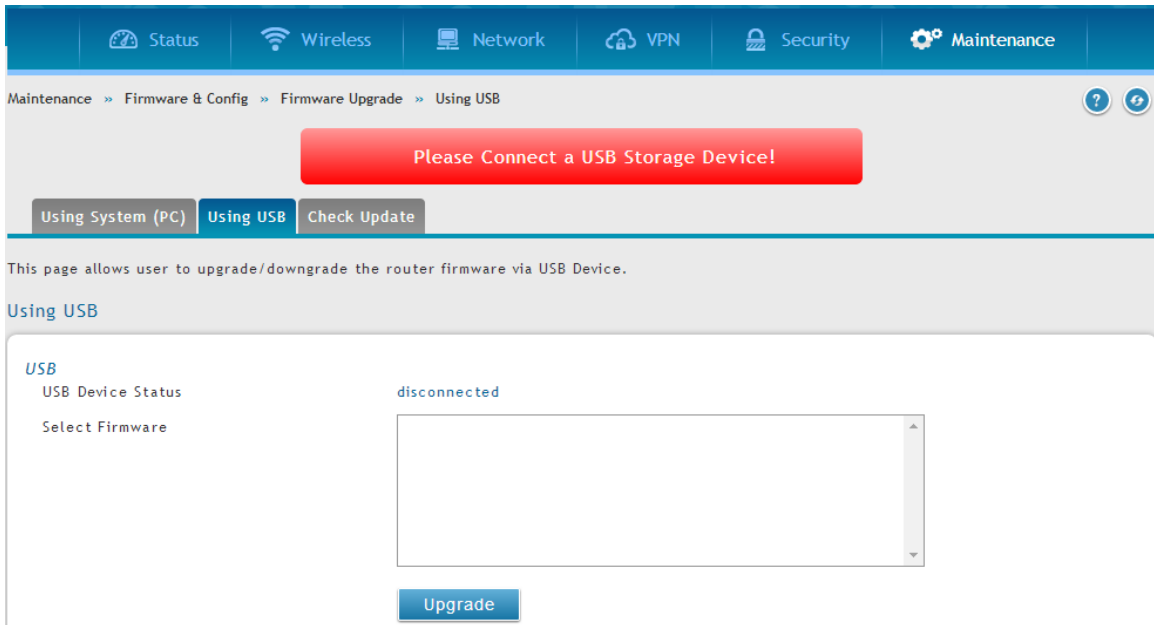 Status Wireless Network VPN Security Maintenance
Maintenance » Firmware & Config » Firmware Upgrade » Using USB ?
Please Connect a USB Storage Device!
Using System (PC) Using USB Check Update
This page allows user to upgrade/downgrade the router firmware via USB Device.
Using USB
USB
USB Device Status disconnected
Select Firmware
Upgrade